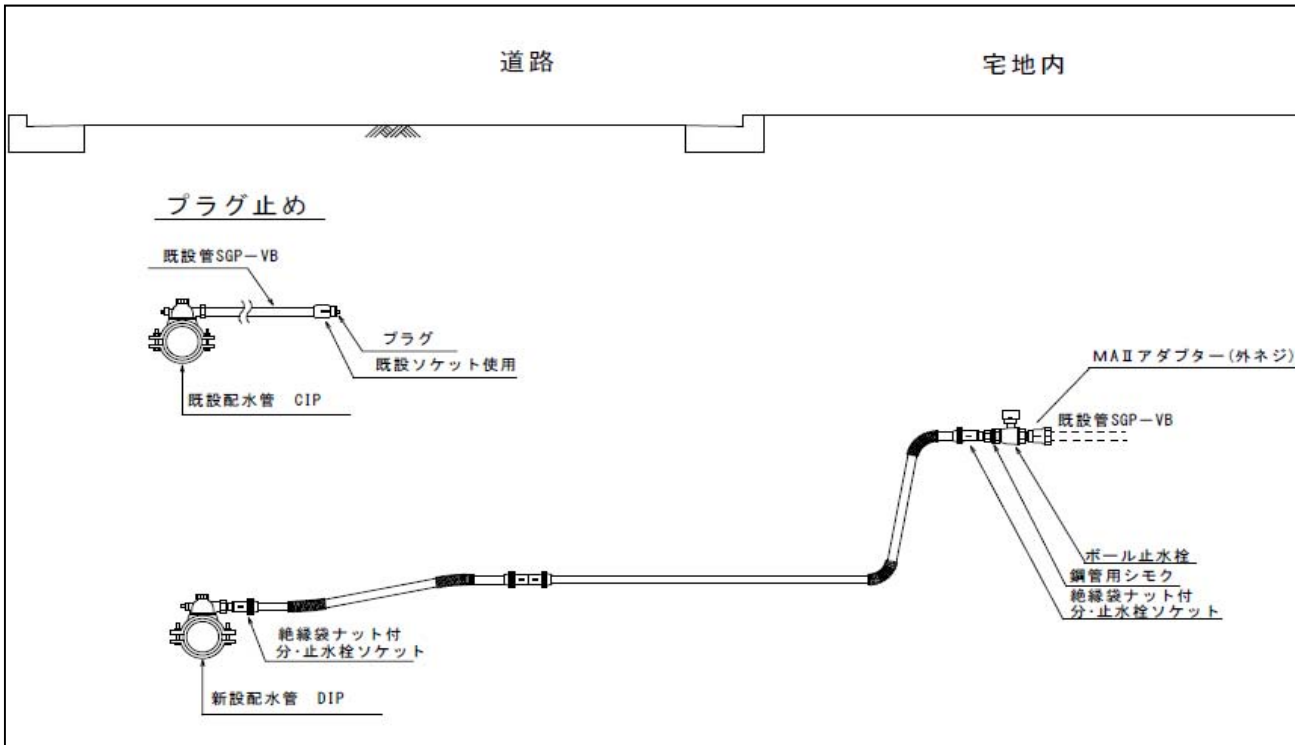 道路
宅地内
プラグ止め
既設管SGP-VB
プラグ
既設ソケット使用
既設配水管 CIP
MAⅡアダプター(外ネジ)
既設管SGP-VB
ボール止水栓
鋼管用シモク
絶縁袋ナット付
分・止水栓ソケット
絶縁袋ナット付
分・止水栓ソケット
新設配水管 DIP